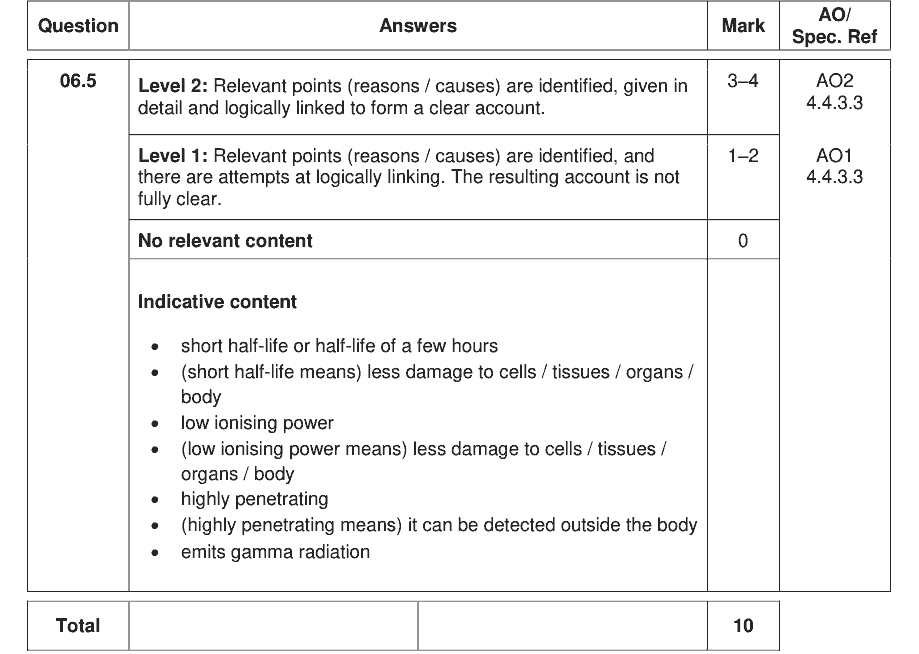 Question Answers Mark AO/
Spec. Ref
06.5 Level 2: Relevant points (reasons / causes) are identified, given in 3–4 AO2
detail and logically linked to form a clear account. 4.4.3.3
Level 1: Relevant points (reasons / causes) are identified, and 1–2 AO1
there are attempts at logically linking. The resulting account is not 4.4.3.3
fully clear.
No relevant content 0
Indicative content
• short half-life or half-life of a few hours
• (short half-life means) less damage to cells / tissues / organs /
body
• low ionising power
• (low ionising power means) less damage to cells / tissues /
organs / body
• highly penetrating
• (highly penetrating means) it can be detected outside the body
• emits gamma radiation
Total 10